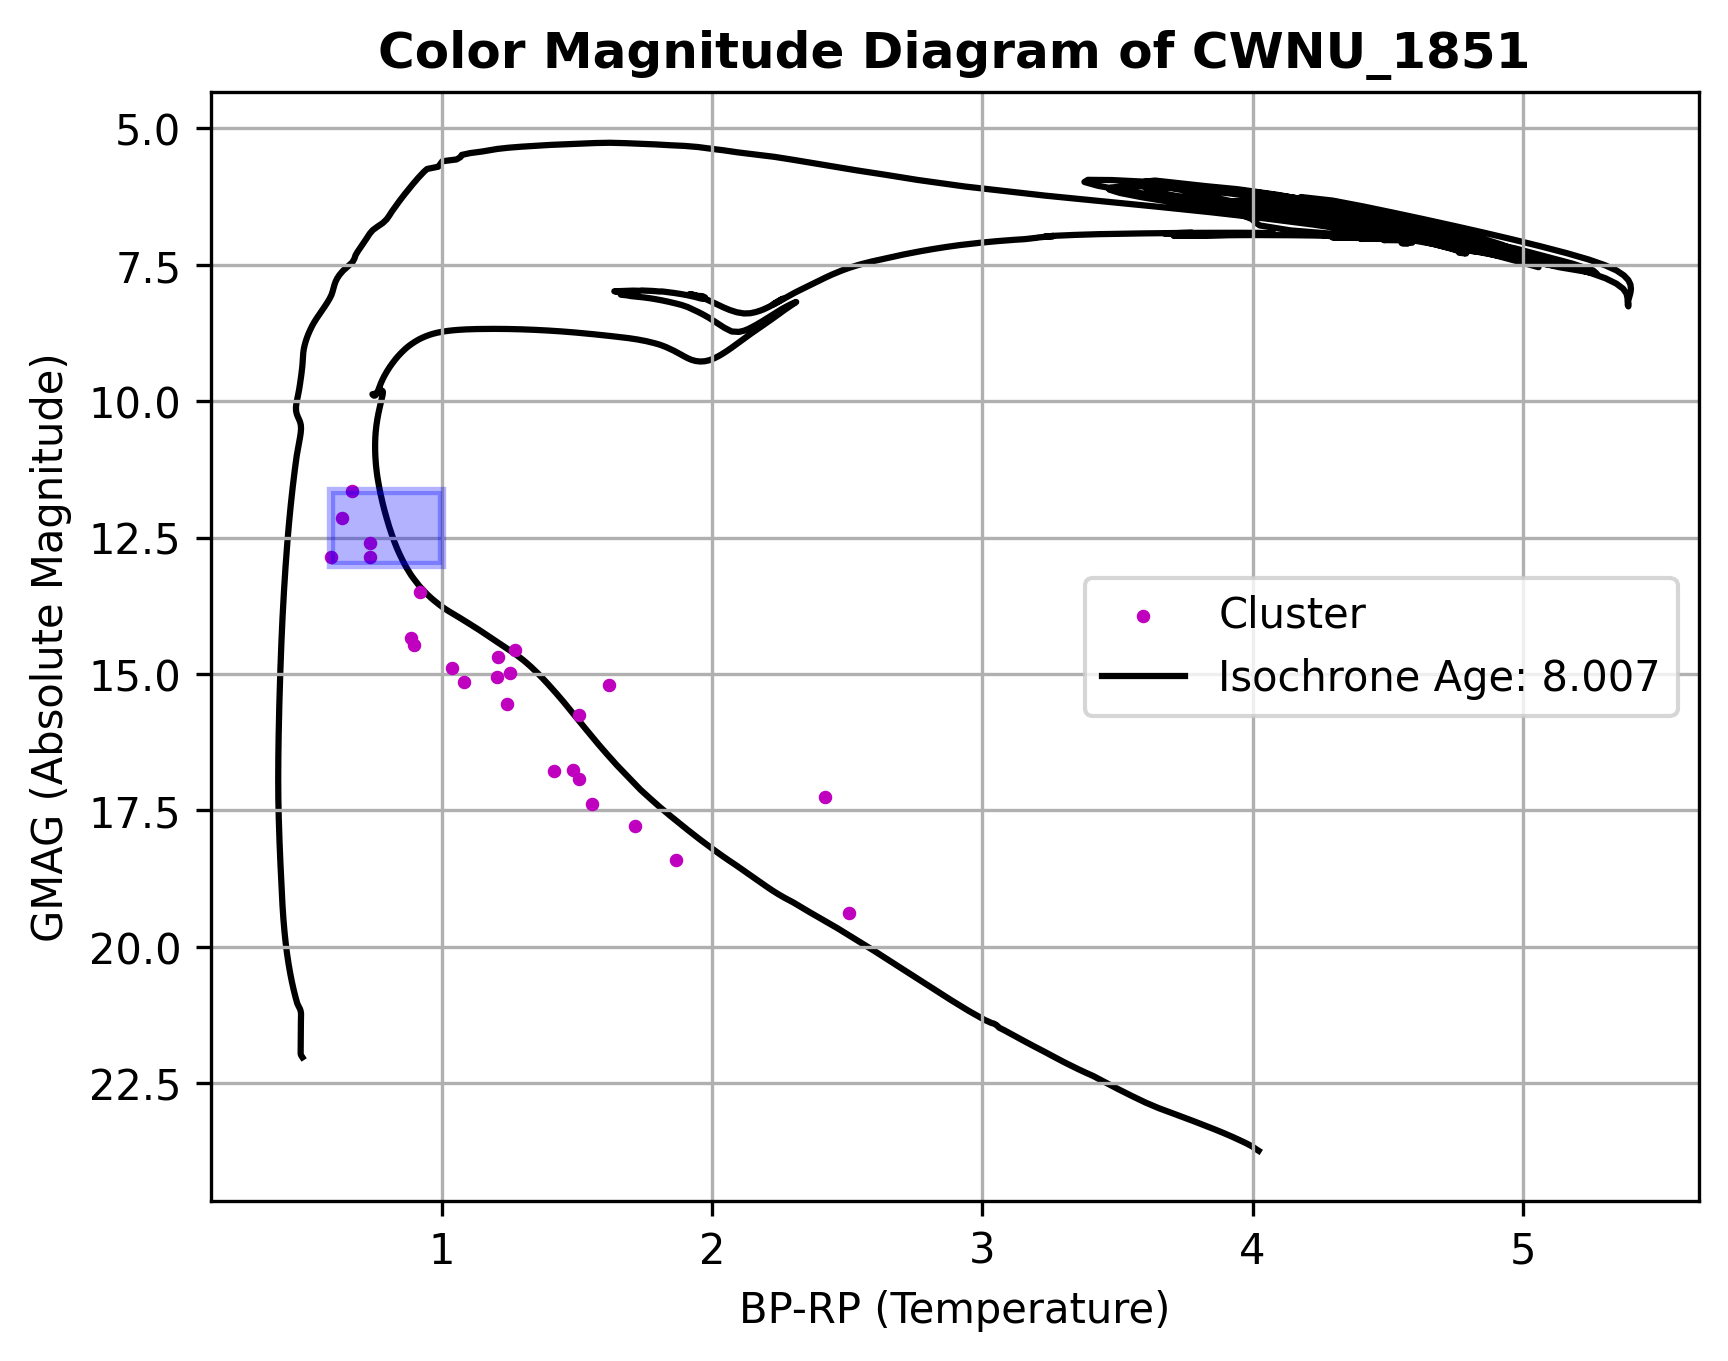 Color Magnitude Diagram of CWNU_1851
GMAG (Absolute Magnitude)
5.0
7.5
10.0
12.5
15.0
17.5
20.0
22.5
Cluster
Isochrone Age: 8.007
1 2 3 4 5
BP-RP (Temperature)